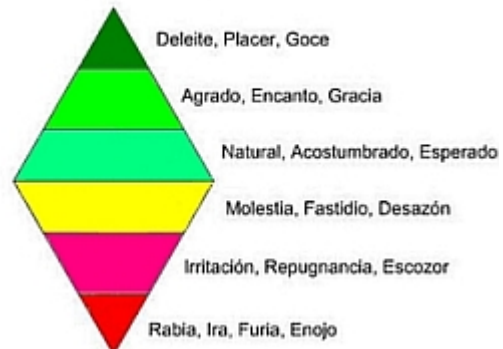 Deleite, Placer, Goce
Agrado, Encanto, Gracia
Natural, Acostumbrado, Esperado
Molestia, Fastidio, Desazón
Irritación, Repugnancia, Escozor
Rabia, Ira, Furia, Enojo